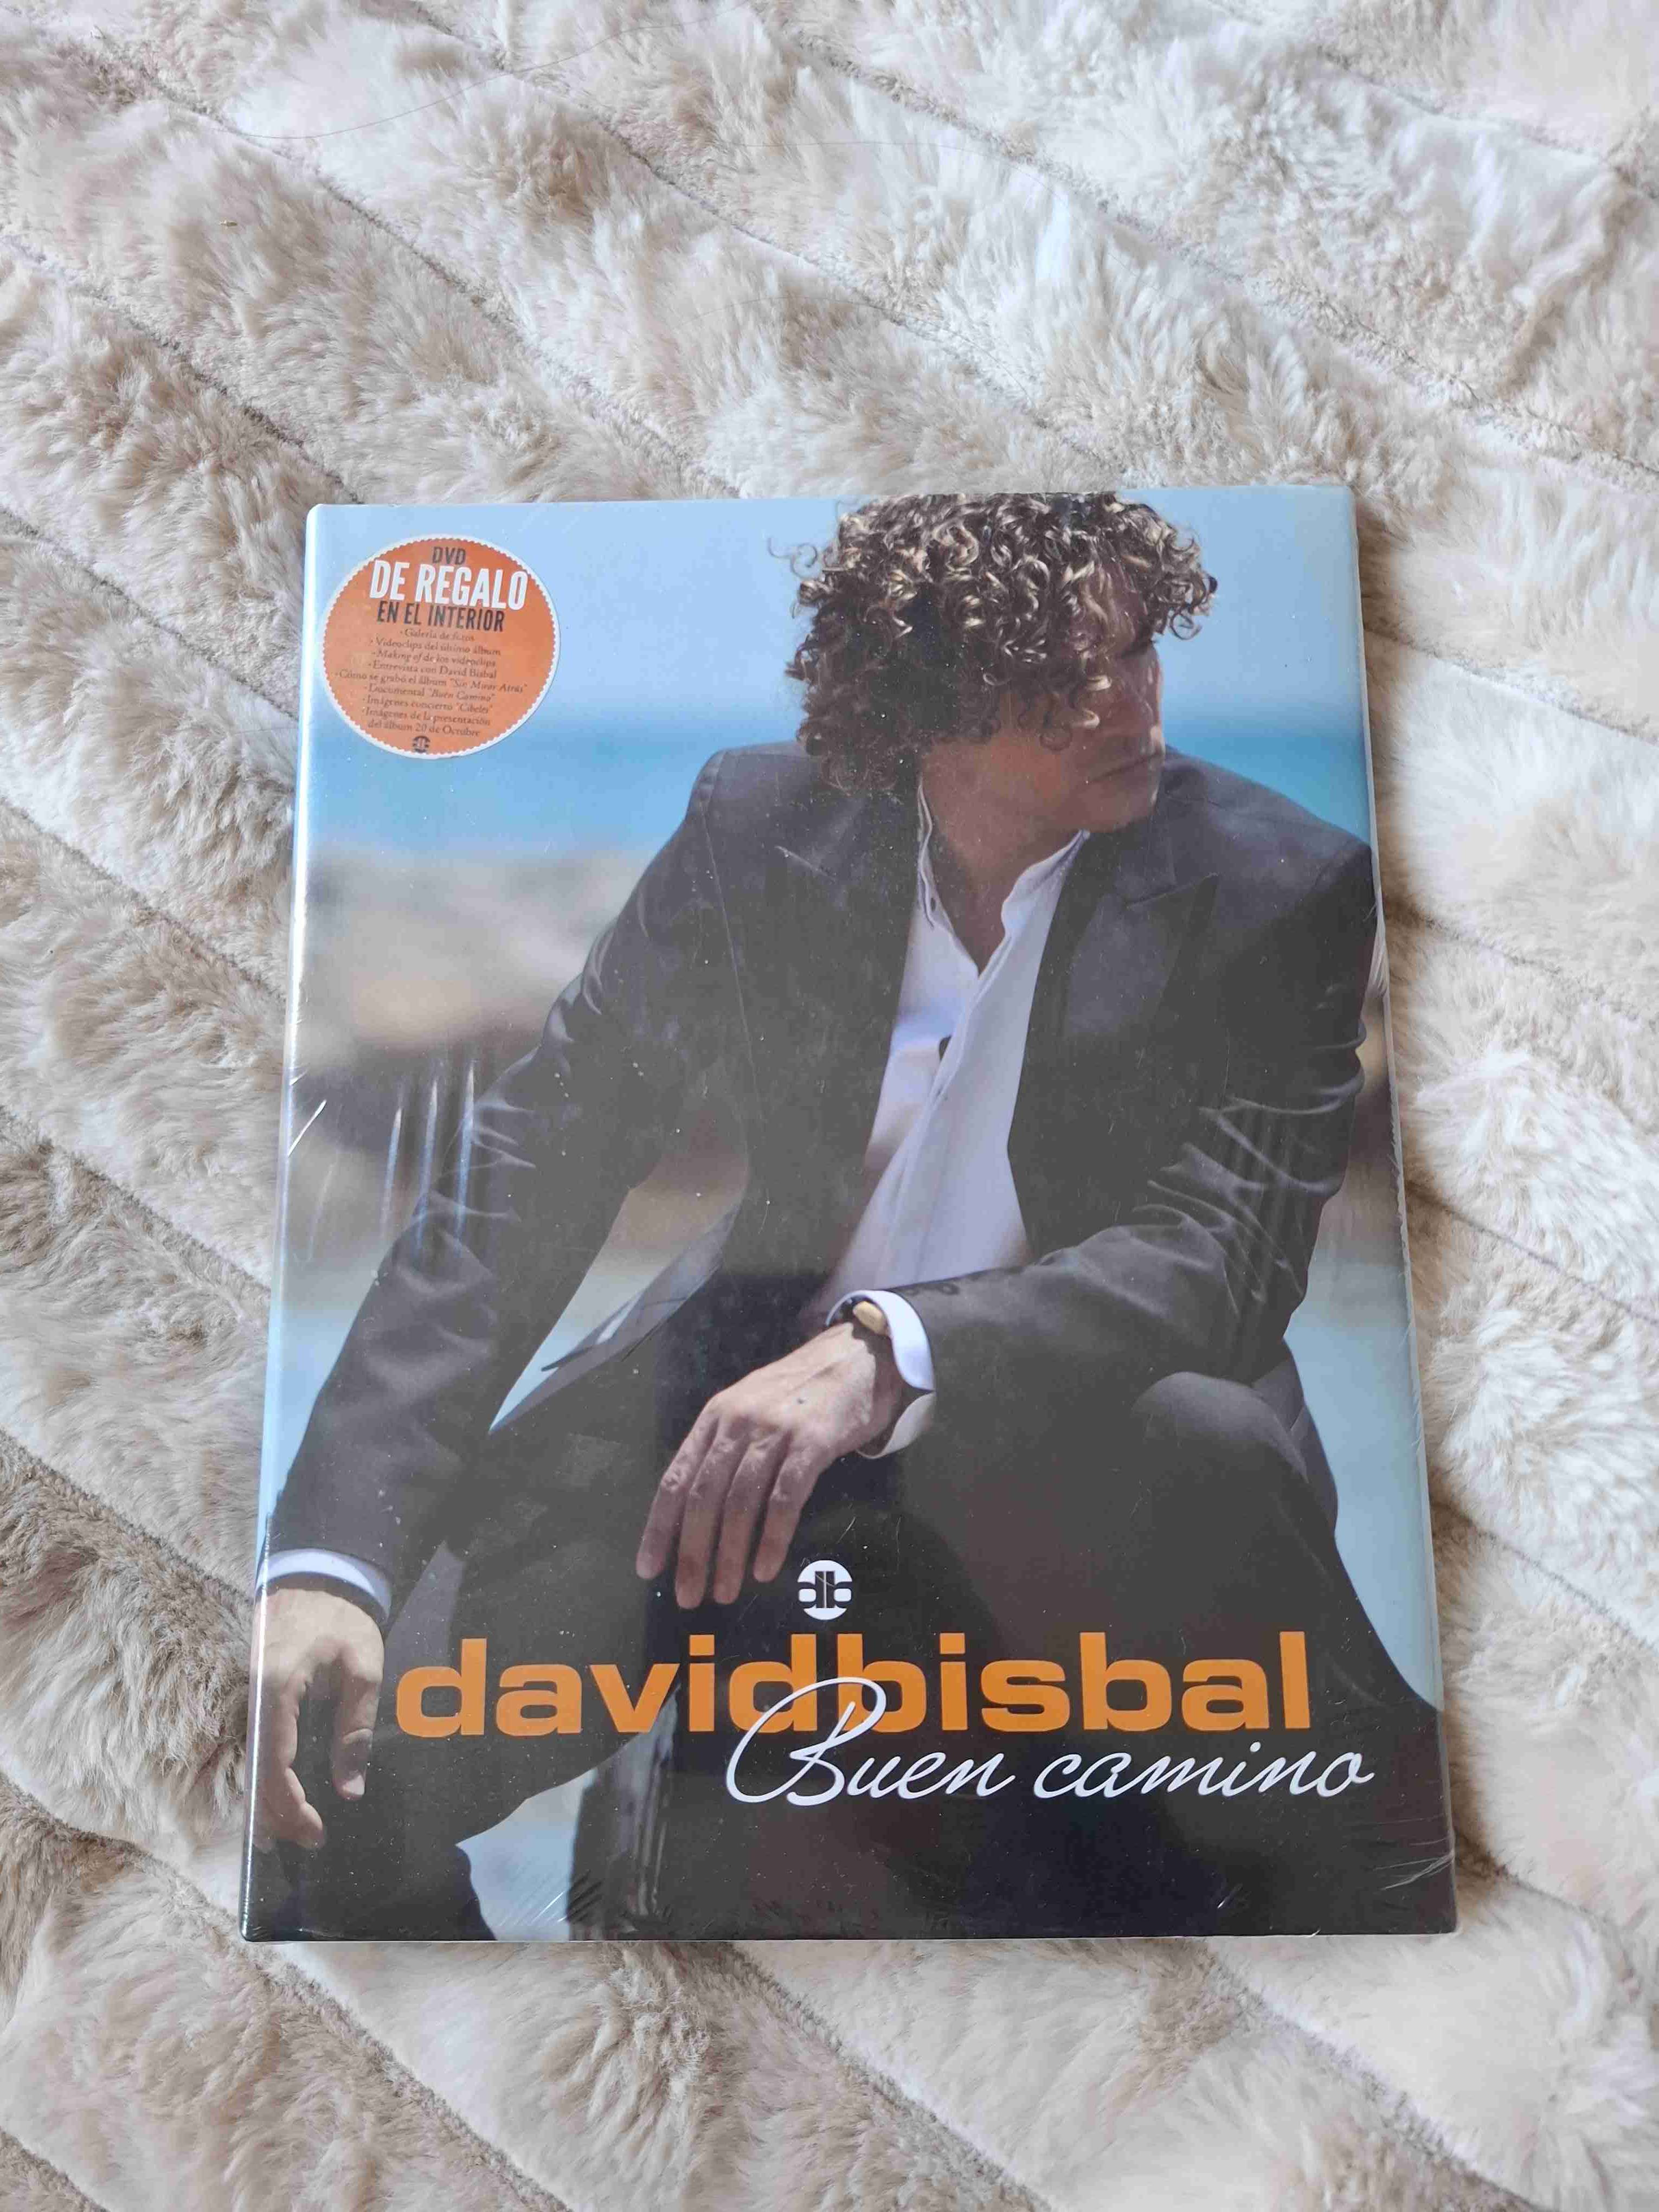 DVD
DE REGALO
EN EL INTERIOR
· Galería de fotos
· Videoclips del último álbum
· Making of de los videoclips
· Entrevista con David Bisbal
· Cómo se grabó el álbum "Sin Mirar Atrás"
· Documental "Buen Camino"
· Imágenes concierto "Cibeles"
· Imágenes de la presentación
del álbum 20 de Octubre
davidbisbal
Buen camino